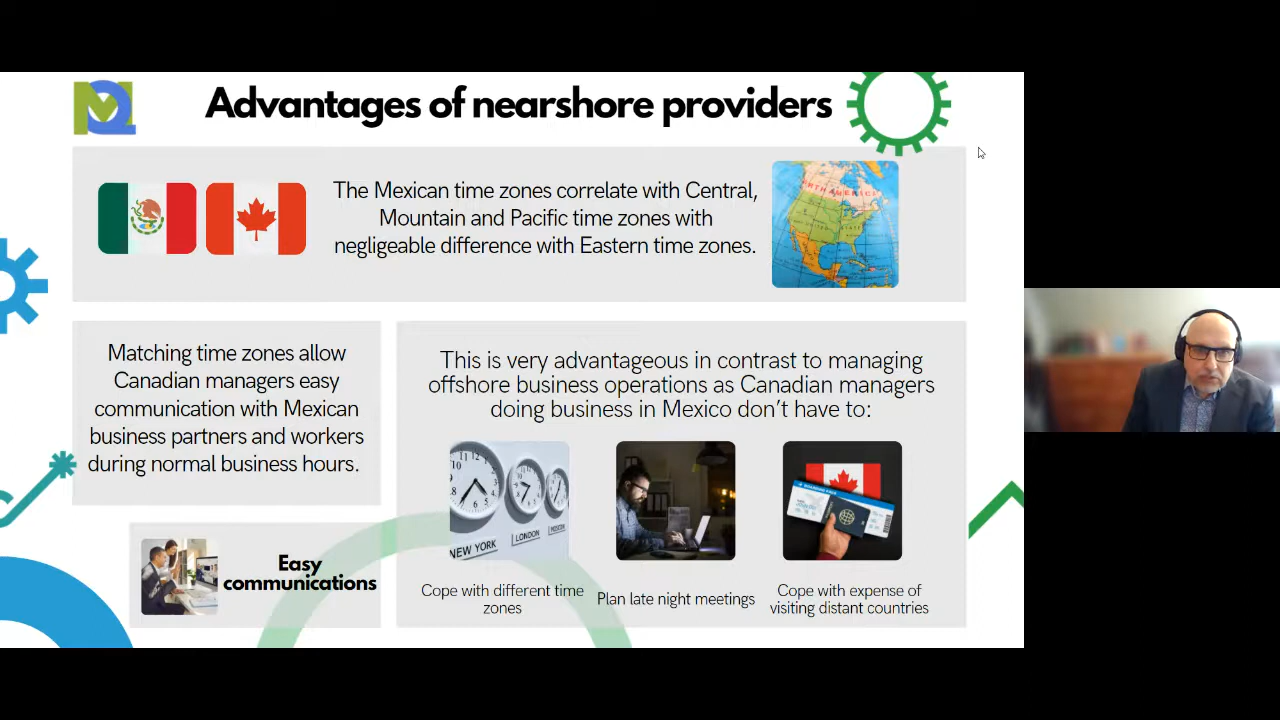 Advantages of nearshore providers
The Mexican time zones correlate with Central,
Mountain and Pacific time zones with
negligeable difference with Eastern time zones.
NORTH AMERICA
Matching time zones allow
Canadian managers easy
communication with Mexican
business partners and workers
during normal business hours.
Easy
communications
This is very advantageous in contrast to managing
offshore business operations as Canadian managers
doing business in Mexico don't have to:
NEW YORK
LONDON
Cope with different time
zones
Plan late night meetings
Cope with expense of
visiting distant countries